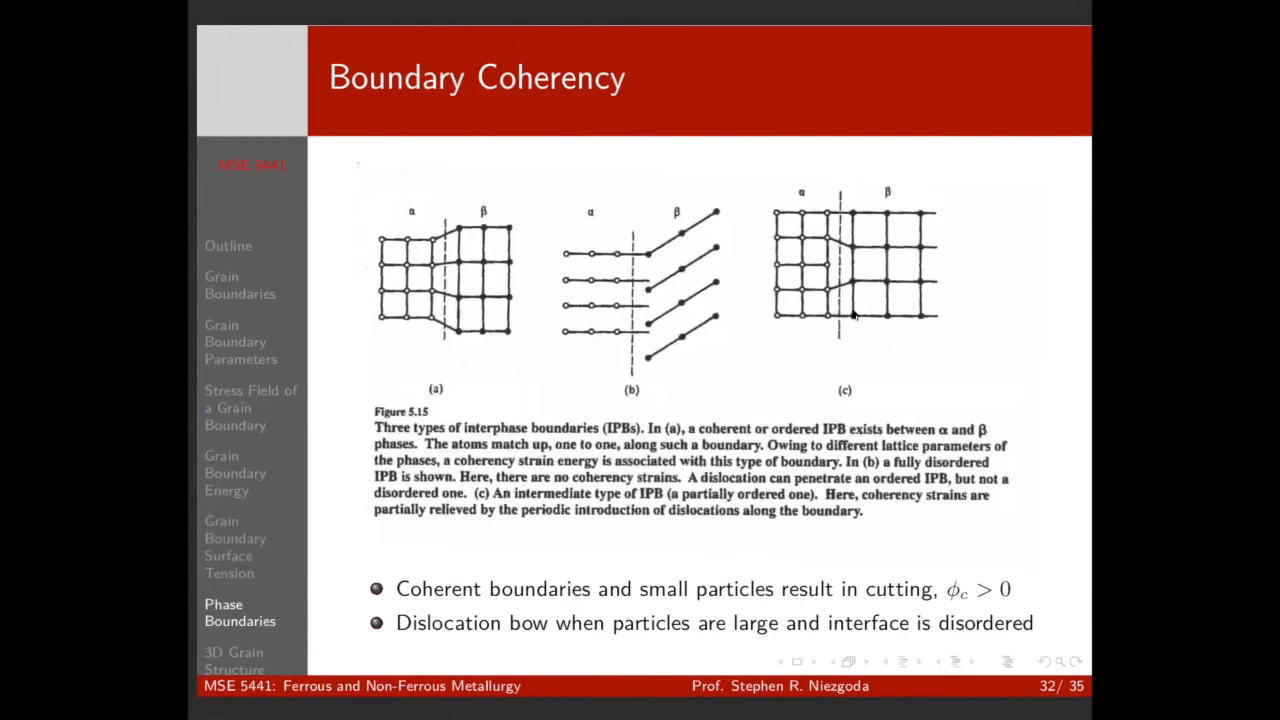 Boundary Coherency
MSE 5441
Outline
Grain
Boundaries
Grain
Boundary
Parameters
Stress Field of
a Grain
Boundary
Grain
Boundary
Energy
Grain
Boundary
Surface
Tension
Phase
Boundaries
3D Grain
Structure
α β
α β
α β
(a) (b) (c)
Figure 5.15
Three types of interphase boundaries (IPBs). In (a), a coherent or ordered IPB exists between α and β
phases. The atoms match up, one to one, along such a boundary. Owing to different lattice parameters of
the phases, a coherency strain energy is associated with this type of boundary. In (b) a fully disordered
IPB is shown. Here, there are no coherency strains. A dislocation can penetrate an ordered IPB, but not a
disordered one. (c) An intermediate type of IPB (a partially ordered one). Here, coherency strains are
partially relieved by the periodic introduction of dislocations along the boundary.
Coherent boundaries and small particles result in cutting, ϕc > 0
Dislocation bow when particles are large and interface is disordered
MSE 5441: Ferrous and Non-Ferrous Metallurgy
Prof. Stephen R. Niezgoda
32/ 35